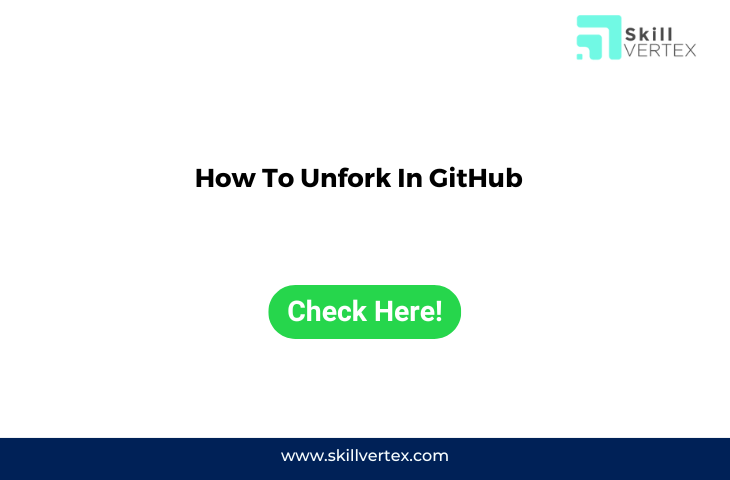 Skill
VERTEX
How To Unfork In GitHub
Check Here!
www.skillvertex.com